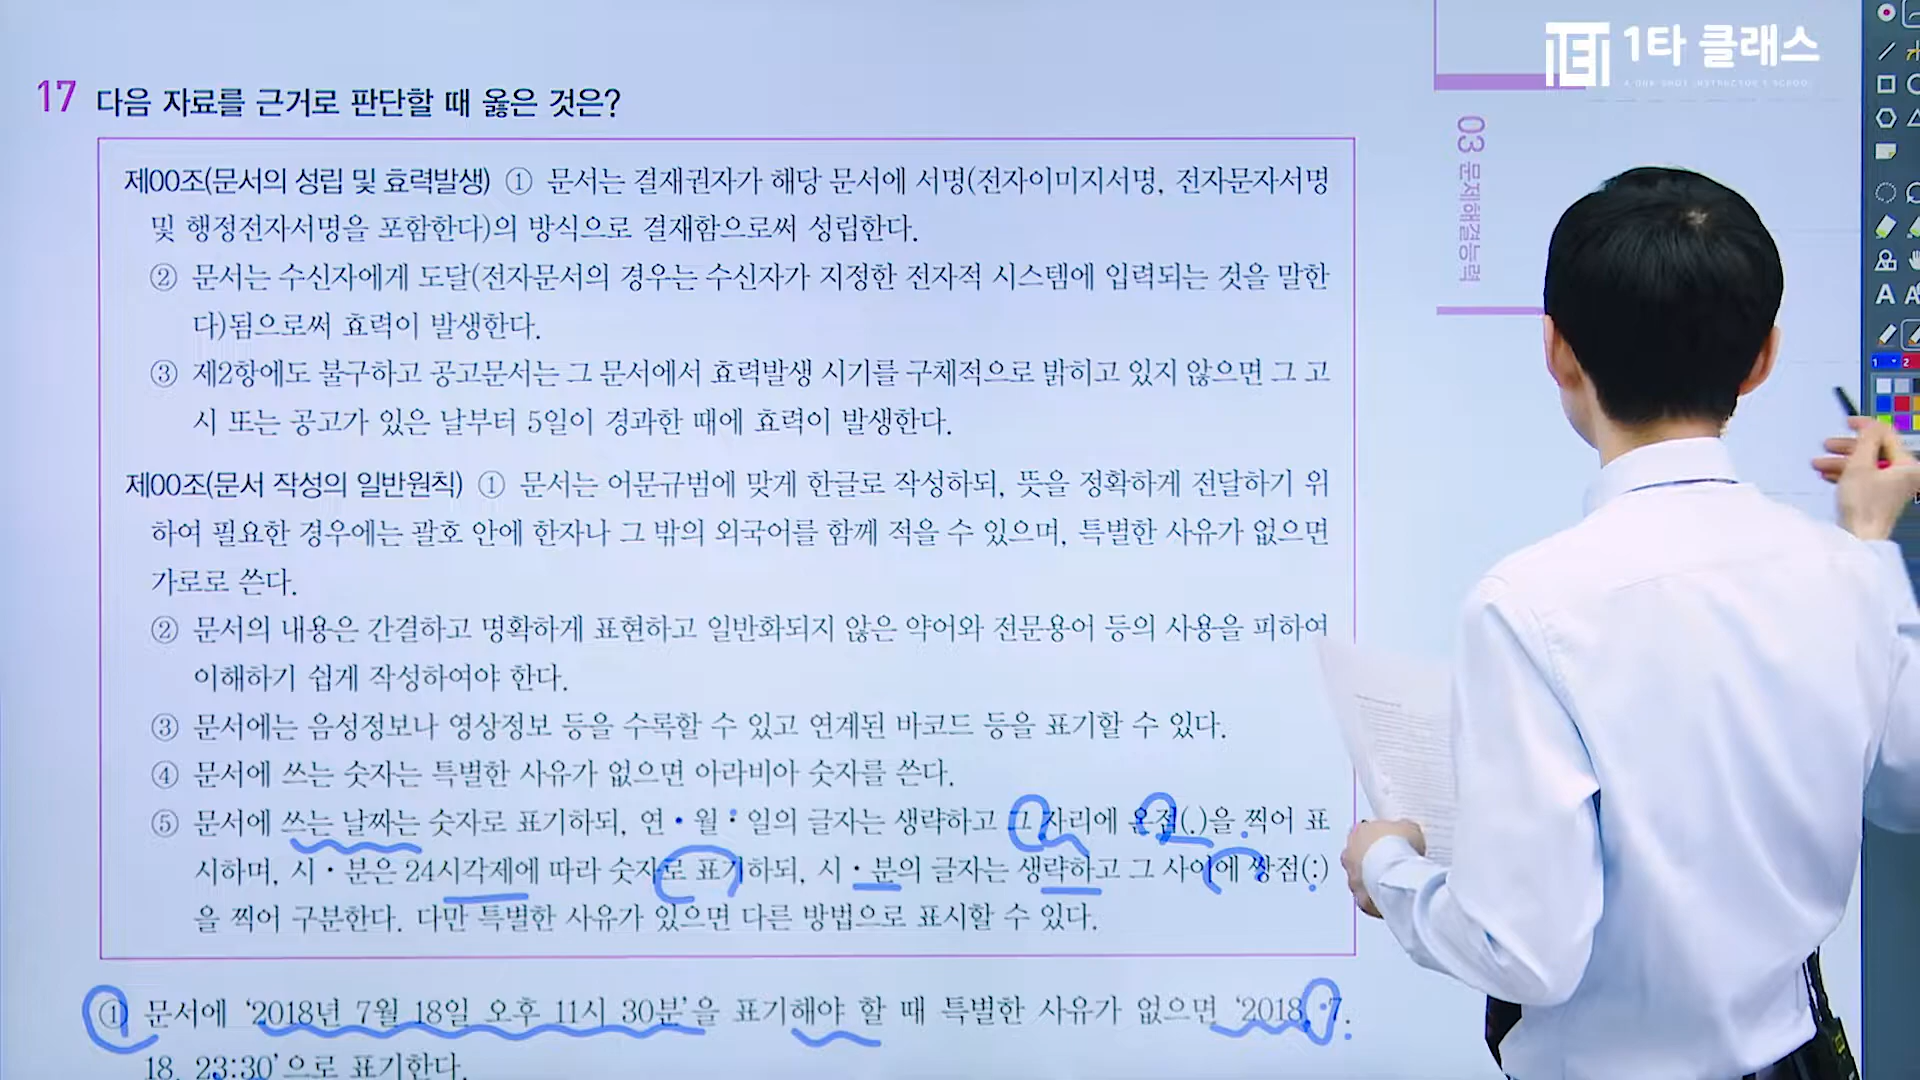 1타 클래스
A ONE SHOT INSTRUCTOR'S SCHOOL
03 문제해결능력
17 다음 자료를 근거로 판단할 때 옳은 것은?
제00조(문서의 성립 및 효력발생) ① 문서는 결재권자가 해당 문서에 서명(전자이미지서명, 전자문자서명
및 행정전자서명을 포함한다)의 방식으로 결재함으로써 성립한다.
② 문서는 수신자에게 도달(전자문서의 경우는 수신자가 지정한 전자적 시스템에 입력되는 것을 말한
다)됨으로써 효력이 발생한다.
③ 제2항에도 불구하고 공고문서는 그 문서에서 효력발생 시기를 구체적으로 밝히고 있지 않으면 그 고
시 또는 공고가 있은 날부터 5일이 경과한 때에 효력이 발생한다.
제00조(문서 작성의 일반원칙) ① 문서는 어문규범에 맞게 한글로 작성하되, 뜻을 정확하게 전달하기 위
하여 필요한 경우에는 괄호 안에 한자나 그 밖의 외국어를 함께 적을 수 있으며, 특별한 사유가 없으면
가로로 쓴다.
② 문서의 내용은 간결하고 명확하게 표현하고 일반화되지 않은 약어와 전문용어 등의 사용을 피하여
이해하기 쉽게 작성하여야 한다.
③ 문서에는 음성정보나 영상정보 등을 수록할 수 있고 연계된 바코드 등을 표기할 수 있다.
④ 문서에 쓰는 숫자는 특별한 사유가 없으면 아라비아 숫자를 쓴다.
⑤ 문서에 쓰는 날짜는 숫자로 표기하되, 연·월·일의 글자는 생략하고 그 자리에 온점(.)을 찍어 표
시하며, 시·분은 24시각제에 따라 숫자로 표기하되, 시·분의 글자는 생략하고 그 사이에 쌍점(:)
을 찍어 구분한다. 다만 특별한 사유가 있으면 다른 방법으로 표시할 수 있다.
① 문서에 ‘2018년 7월 18일 오후 11시 30분’을 표기해야 할 때 특별한 사유가 없으면 ‘2018. 7.
18. 23:30’으로 표기한다.